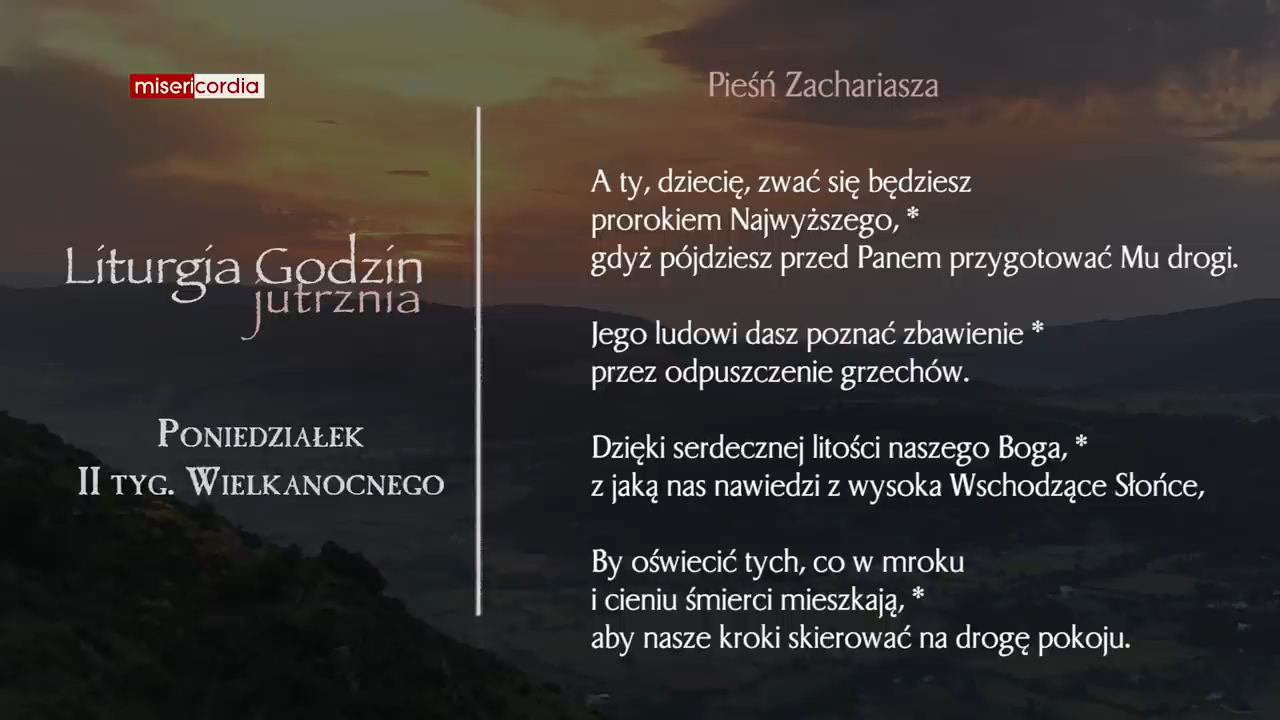 misericordia
Liturgia Godzin
jutrznia
Poniedziałek
II tyg. Wielkanocnego
Pieśń Zachariasza
A ty, dziecię, zwać się będziesz
prorokiem Najwyższego, *
gdyż pójdziesz przed Panem przygotować Mu drogi.
Jego ludowi dasz poznać zbawienie *
przez odpuszczenie grzechów.
Dzięki serdecznej litości naszego Boga, *
z jaką nas nawiedzi z wysoka Wschodzące Słońce,
By oświecić tych, co w mroku
i cieniu śmierci mieszkają, *
aby nasze kroki skierować na drogę pokoju.